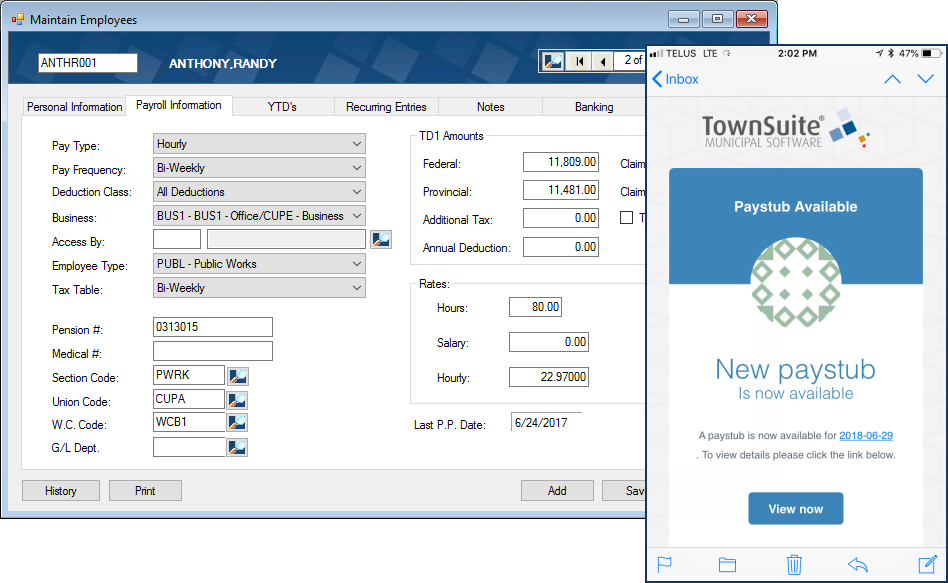 Maintain Employees
ANTHR001
ANTHONY,RANDY
2 of
Personal Information
Payroll Information
YTD's
Recurring Entries
Notes
Banking
Pay Type:
Hourly
Pay Frequency:
Bi-Weekly
Deduction Class:
All Deductions
Business:
BUS1 - BUS1 - Office/CUPE - Business
Access By:
Employee Type:
PUBL - Public Works
Tax Table:
Bi-Weekly
Pension #:
0313015
Medical #:
Section Code:
PWRK
Union Code:
CUPA
W.C. Code:
WCB1
G/L Dept.
TD1 Amounts
Federal:
11,809.00
Claim
Provincial:
11,481.00
Claim
Additional Tax:
0.00
T
Annual Deduction:
0.00
Rates:
Hours:
80.00
Salary:
0.00
Hourly:
22.97000
Last P.P. Date:
6/24/2017
History
Print
Add
Sav
TELUS LTE
2:02 PM
47%
Inbox
TownSuite®
MUNICIPAL SOFTWARE
Paystub Available
New paystub
Is now available
A paystub is now available for 2018-06-29
. To view details please click the link below.
View now